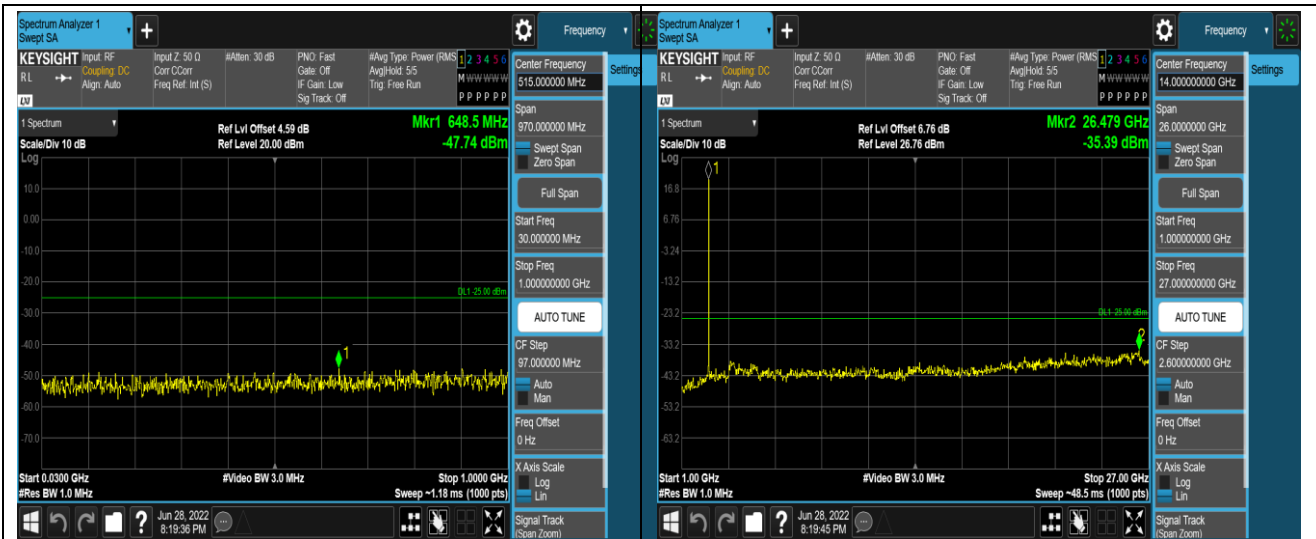 Spectrum Analyzer 1
Swept SA
+
Frequency
KEYSIGHT
RL
LXI
Input: RF
Coupling: DC
Align: Auto
Input Z: 50 Ω
Corr CCorr
Freq Ref: Int (S)
#Atten: 30 dB
PNO: Fast
Gate: Off
IF Gain: Low
Sig Track: Off
#Avg Type: Power (RMS
Avg|Hold: 5/5
Trig: Free Run
1 2 3 4 5 6
M W W W W W
P P P P P P
Center Frequency
515.000000 MHz
Settings
1 Spectrum
Scale/Div 10 dB
Log
Ref Lvl Offset 4.59 dB
Ref Level 20.00 dBm
Mkr1 648.5 MHz
-47.74 dBm
Span
970.000000 MHz
Swept Span
Zero Span
Full Span
Start Freq
30.000000 MHz
Stop Freq
1.000000000 GHz
AUTO TUNE
CF Step
97.000000 MHz
Auto
Man
Freq Offset
0 Hz
X Axis Scale
Log
Lin
Signal Track
(Span Zoom)
10.0
0.00
-10.0
-20.0
DL1 -25.00 dBm
-30.0
-40.0
1
-50.0
-60.0
-70.0
Start 0.0300 GHz
#Res BW 1.0 MHz
#Video BW 3.0 MHz
Stop 1.0000 GHz
Sweep ~1.18 ms (1000 pts)
?
Jun 28, 2022
8:19:36 PM
Spectrum Analyzer 1
Swept SA
+
Frequency
KEYSIGHT
RL
LXI
Input: RF
Coupling: DC
Align: Auto
Input Z: 50 Ω
Corr CCorr
Freq Ref: Int (S)
#Atten: 30 dB
PNO: Fast
Gate: Off
IF Gain: Low
Sig Track: Off
#Avg Type: Power (RMS
Avg|Hold: 5/5
Trig: Free Run
1 2 3 4 5 6
M W W W W W
P P P P P P
Center Frequency
14.000000000 GHz
Settings
1 Spectrum
Scale/Div 10 dB
Log
Ref Lvl Offset 6.76 dB
Ref Level 26.76 dBm
Mkr2 26.479 GHz
-35.39 dBm
Span
26.0000000 GHz
Swept Span
Zero Span
Full Span
Start Freq
1.000000000 GHz
Stop Freq
27.000000000 GHz
AUTO TUNE
CF Step
2.600000000 GHz
Auto
Man
Freq Offset
0 Hz
X Axis Scale
Log
Lin
Signal Track
(Span Zoom)
1
16.8
6.76
-3.24
-13.2
-23.2
DL1 -25.00 dBm
-33.2
2
-43.2
-53.2
-63.2
Start 1.00 GHz
#Res BW 1.0 MHz
#Video BW 3.0 MHz
Stop 27.00 GHz
Sweep ~48.5 ms (1000 pts)
?
Jun 28, 2022
8:19:45 PM